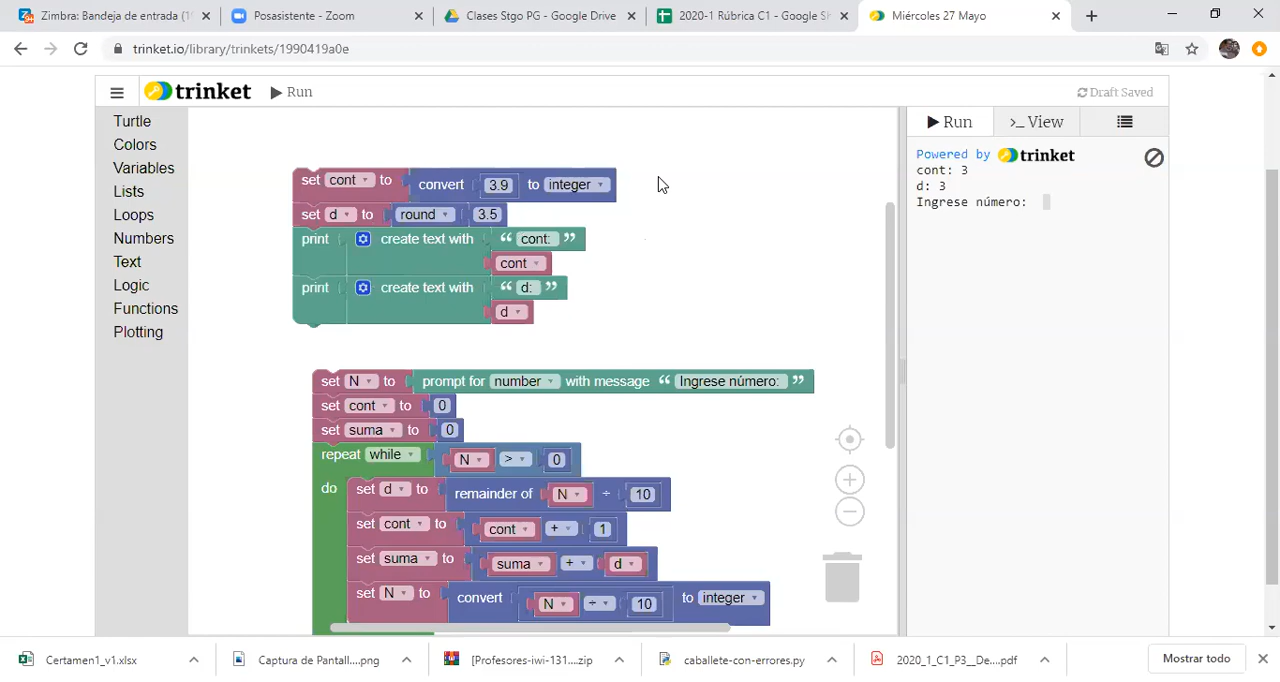 Zimbra: Bandeja de entrada (1
Posasistente - Zoom
Clases Stgo PG - Google Drive
2020-1 Rúbrica C1 - Google Sh
Miércoles 27 Mayo
trinket.io/library/trinkets/1990419a0e
trinket
Run
Draft Saved
Turtle
Colors
Variables
Lists
Loops
Numbers
Text
Logic
Functions
Plotting
set cont to convert 3.9 to integer
set d to round 3.5
print create text with “ cont: ”
cont
print create text with “ d: ”
d
set N to prompt for number with message “ Ingrese número: ”
set cont to 0
set suma to 0
repeat while N > 0
do set d to remainder of N ÷ 10
set cont to cont + 1
set suma to suma + d
set N to convert N ÷ 10 to integer
Run
>_ View
Powered by trinket
cont: 3
d: 3
Ingrese número:
Certamen1_v1.xlsx
Captura de Pantall....png
[Profesores-iwi-131....zip
caballete-con-errores.py
2020_1_C1_P3__De....pdf
Mostrar todo